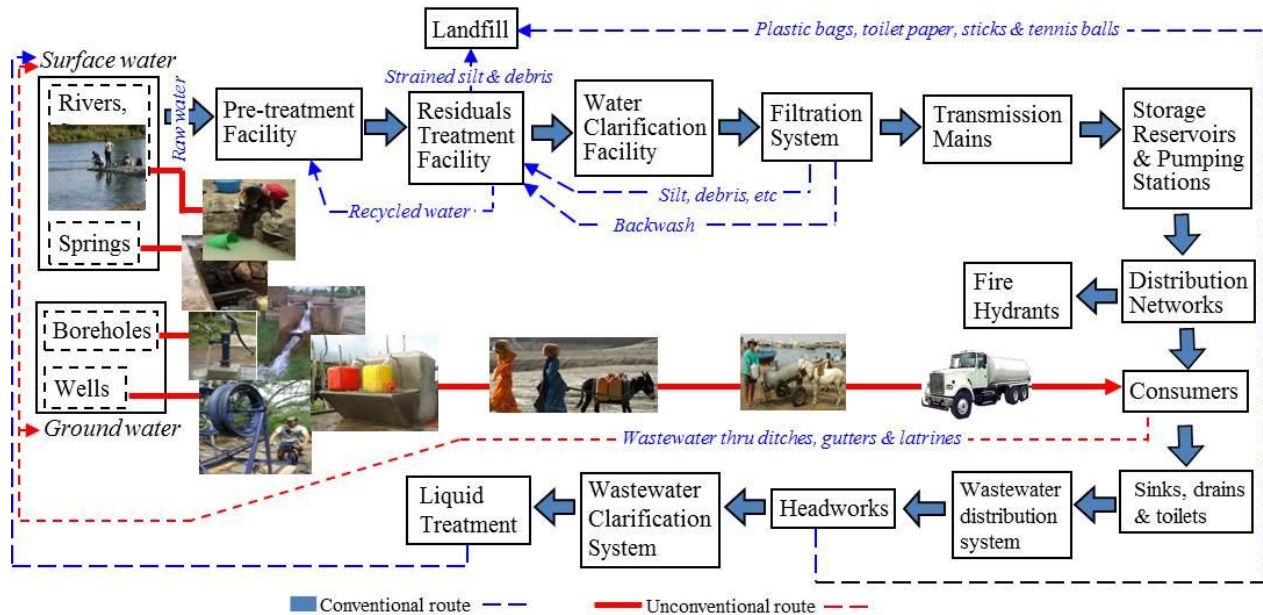 Landfill
Plastic bags, toilet paper, sticks & tennis balls
Surface water
Strained silt & debris
Rivers,
Raw water
Pre-treatment
Facility
Residuals
Treatment
Facility
Water
Clarification
Facility
Filtration
System
Transmission
Mains
Storage
Reservoirs
& Pumping
Stations
Silt, debris, etc
Recycled water
Backwash
Springs
Fire
Hydrants
Distribution
Networks
Boreholes
Wells
Consumers
Ground water
Wastewater thru ditches, gutters & latrines
Liquid
Treatment
Wastewater
Clarification
System
Headworks
Wastewater
distribution
system
Sinks, drains
& toilets
Conventional route
Unconventional route